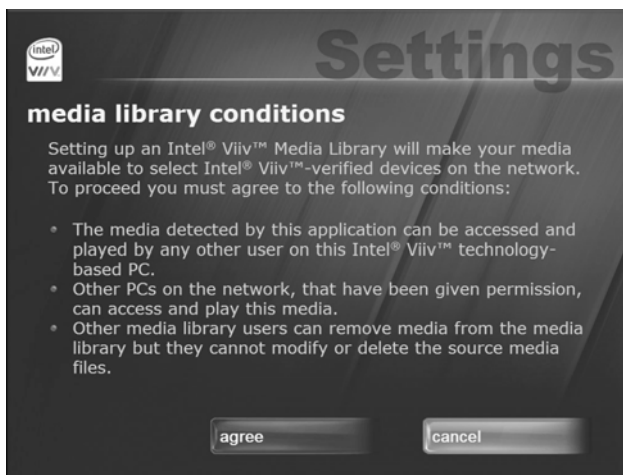 intel
VIIV
Settings
media library conditions
Setting up an Intel® Viiv™ Media Library will make your media
available to select Intel® Viiv™-verified devices on the network.
To proceed you must agree to the following conditions:
• The media detected by this application can be accessed and
played by any other user on this Intel® Viiv™ technology-
based PC.
• Other PCs on the network, that have been given permission,
can access and play this media.
• Other media library users can remove media from the media
library but they cannot modify or delete the source media
files.
agree
cancel